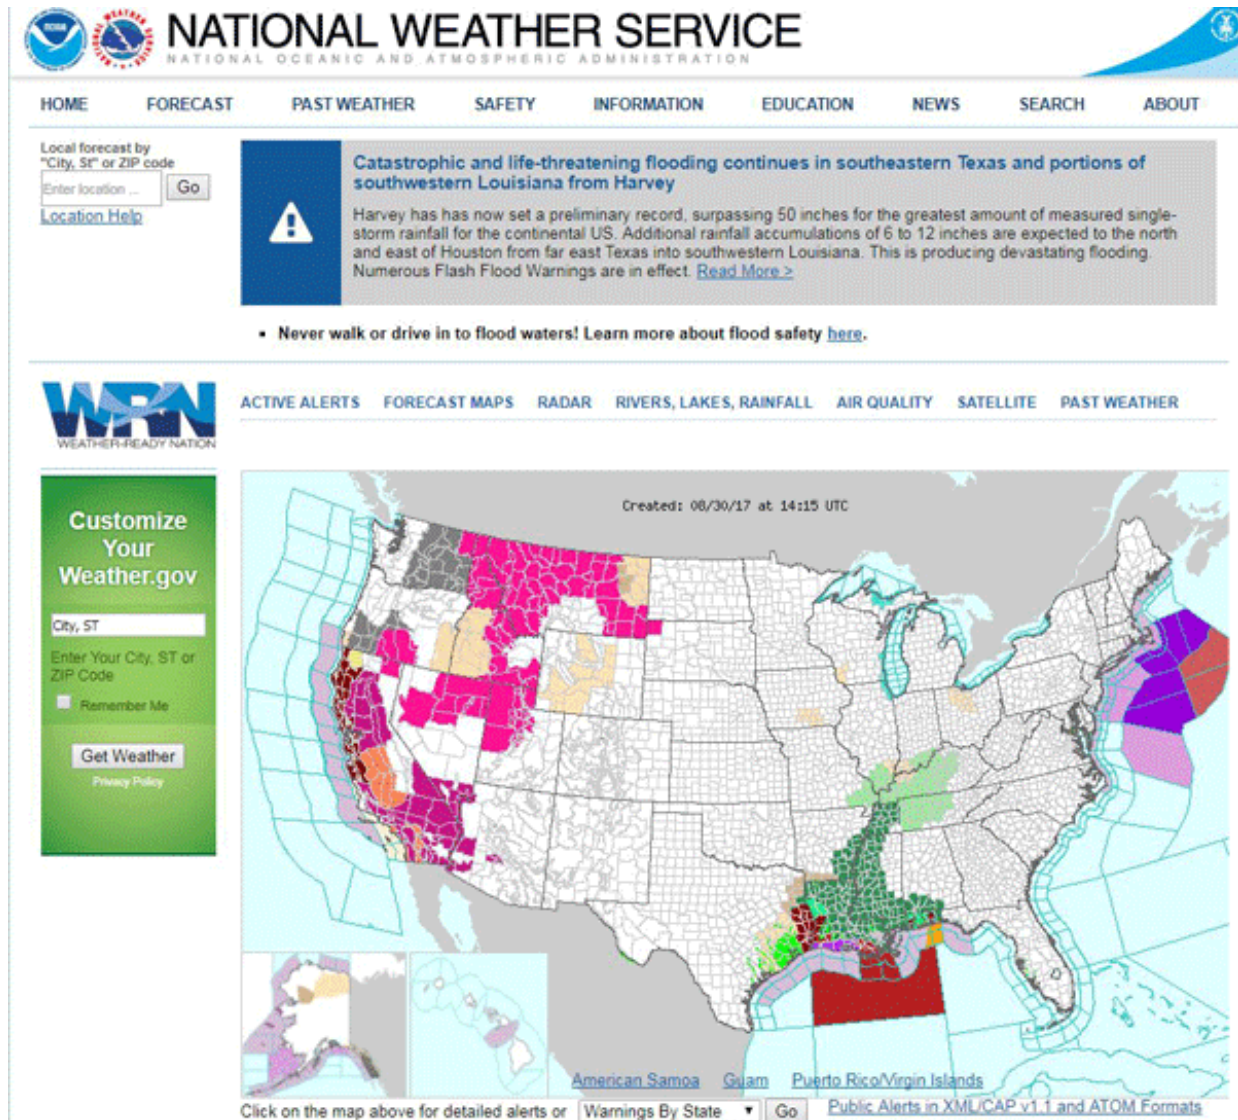 NATIONAL WEATHER SERVICE
NATIONAL OCEANIC AND ATMOSPHERIC ADMINISTRATION
HOME FORECAST PAST WEATHER SAFETY INFORMATION EDUCATION NEWS SEARCH ABOUT
Local forecast by
"City, St" or ZIP code
Enter location ... Go
Location Help
Catastrophic and life-threatening flooding continues in southeastern Texas and portions of
southwestern Louisiana from Harvey
Harvey has has now set a preliminary record, surpassing 50 inches for the greatest amount of measured single-
storm rainfall for the continental US. Additional rainfall accumulations of 6 to 12 inches are expected to the north
and east of Houston from far east Texas into southwestern Louisiana. This is producing devastating flooding.
Numerous Flash Flood Warnings are in effect. Read More >
Never walk or drive in to flood waters! Learn more about flood safety here.
WRN
WEATHER-READY NATION
ACTIVE ALERTS FORECAST MAPS RADAR RIVERS, LAKES, RAINFALL AIR QUALITY SATELLITE PAST WEATHER
Customize
Your
Weather.gov
City, ST
Enter Your City, ST or
ZIP Code
Remember Me
Get Weather
Privacy Policy
Created: 08/30/17 at 14:15 UTC
American Samoa Guam Puerto Rico/Virgin Islands
Click on the map above for detailed alerts or Warnings By State Go Public Alerts in XML/CAP v1.1 and ATOM Formats